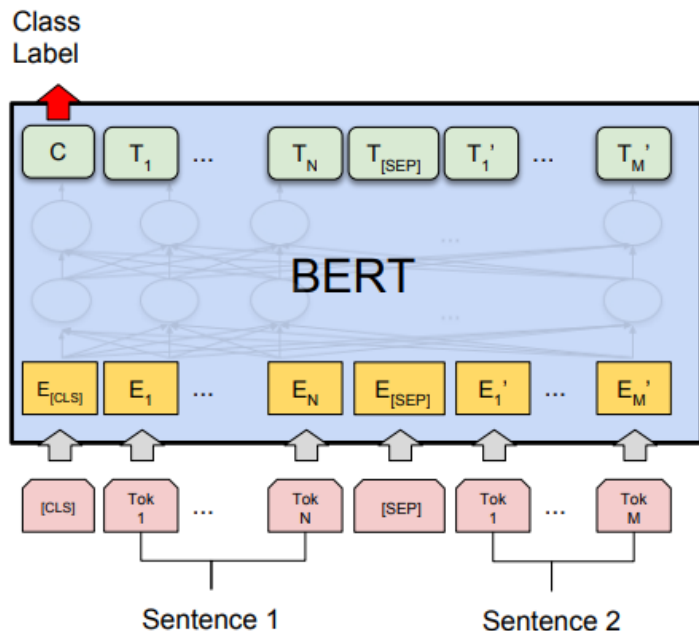 Class
Label
C T1 ... TN T[SEP] T1' ... TM'
...
BERT
...
E[CLS] E1 ... EN E[SEP] E1' ... EM'
[CLS] Tok 1 ... Tok N [SEP] Tok 1 ... Tok M
Sentence 1 Sentence 2